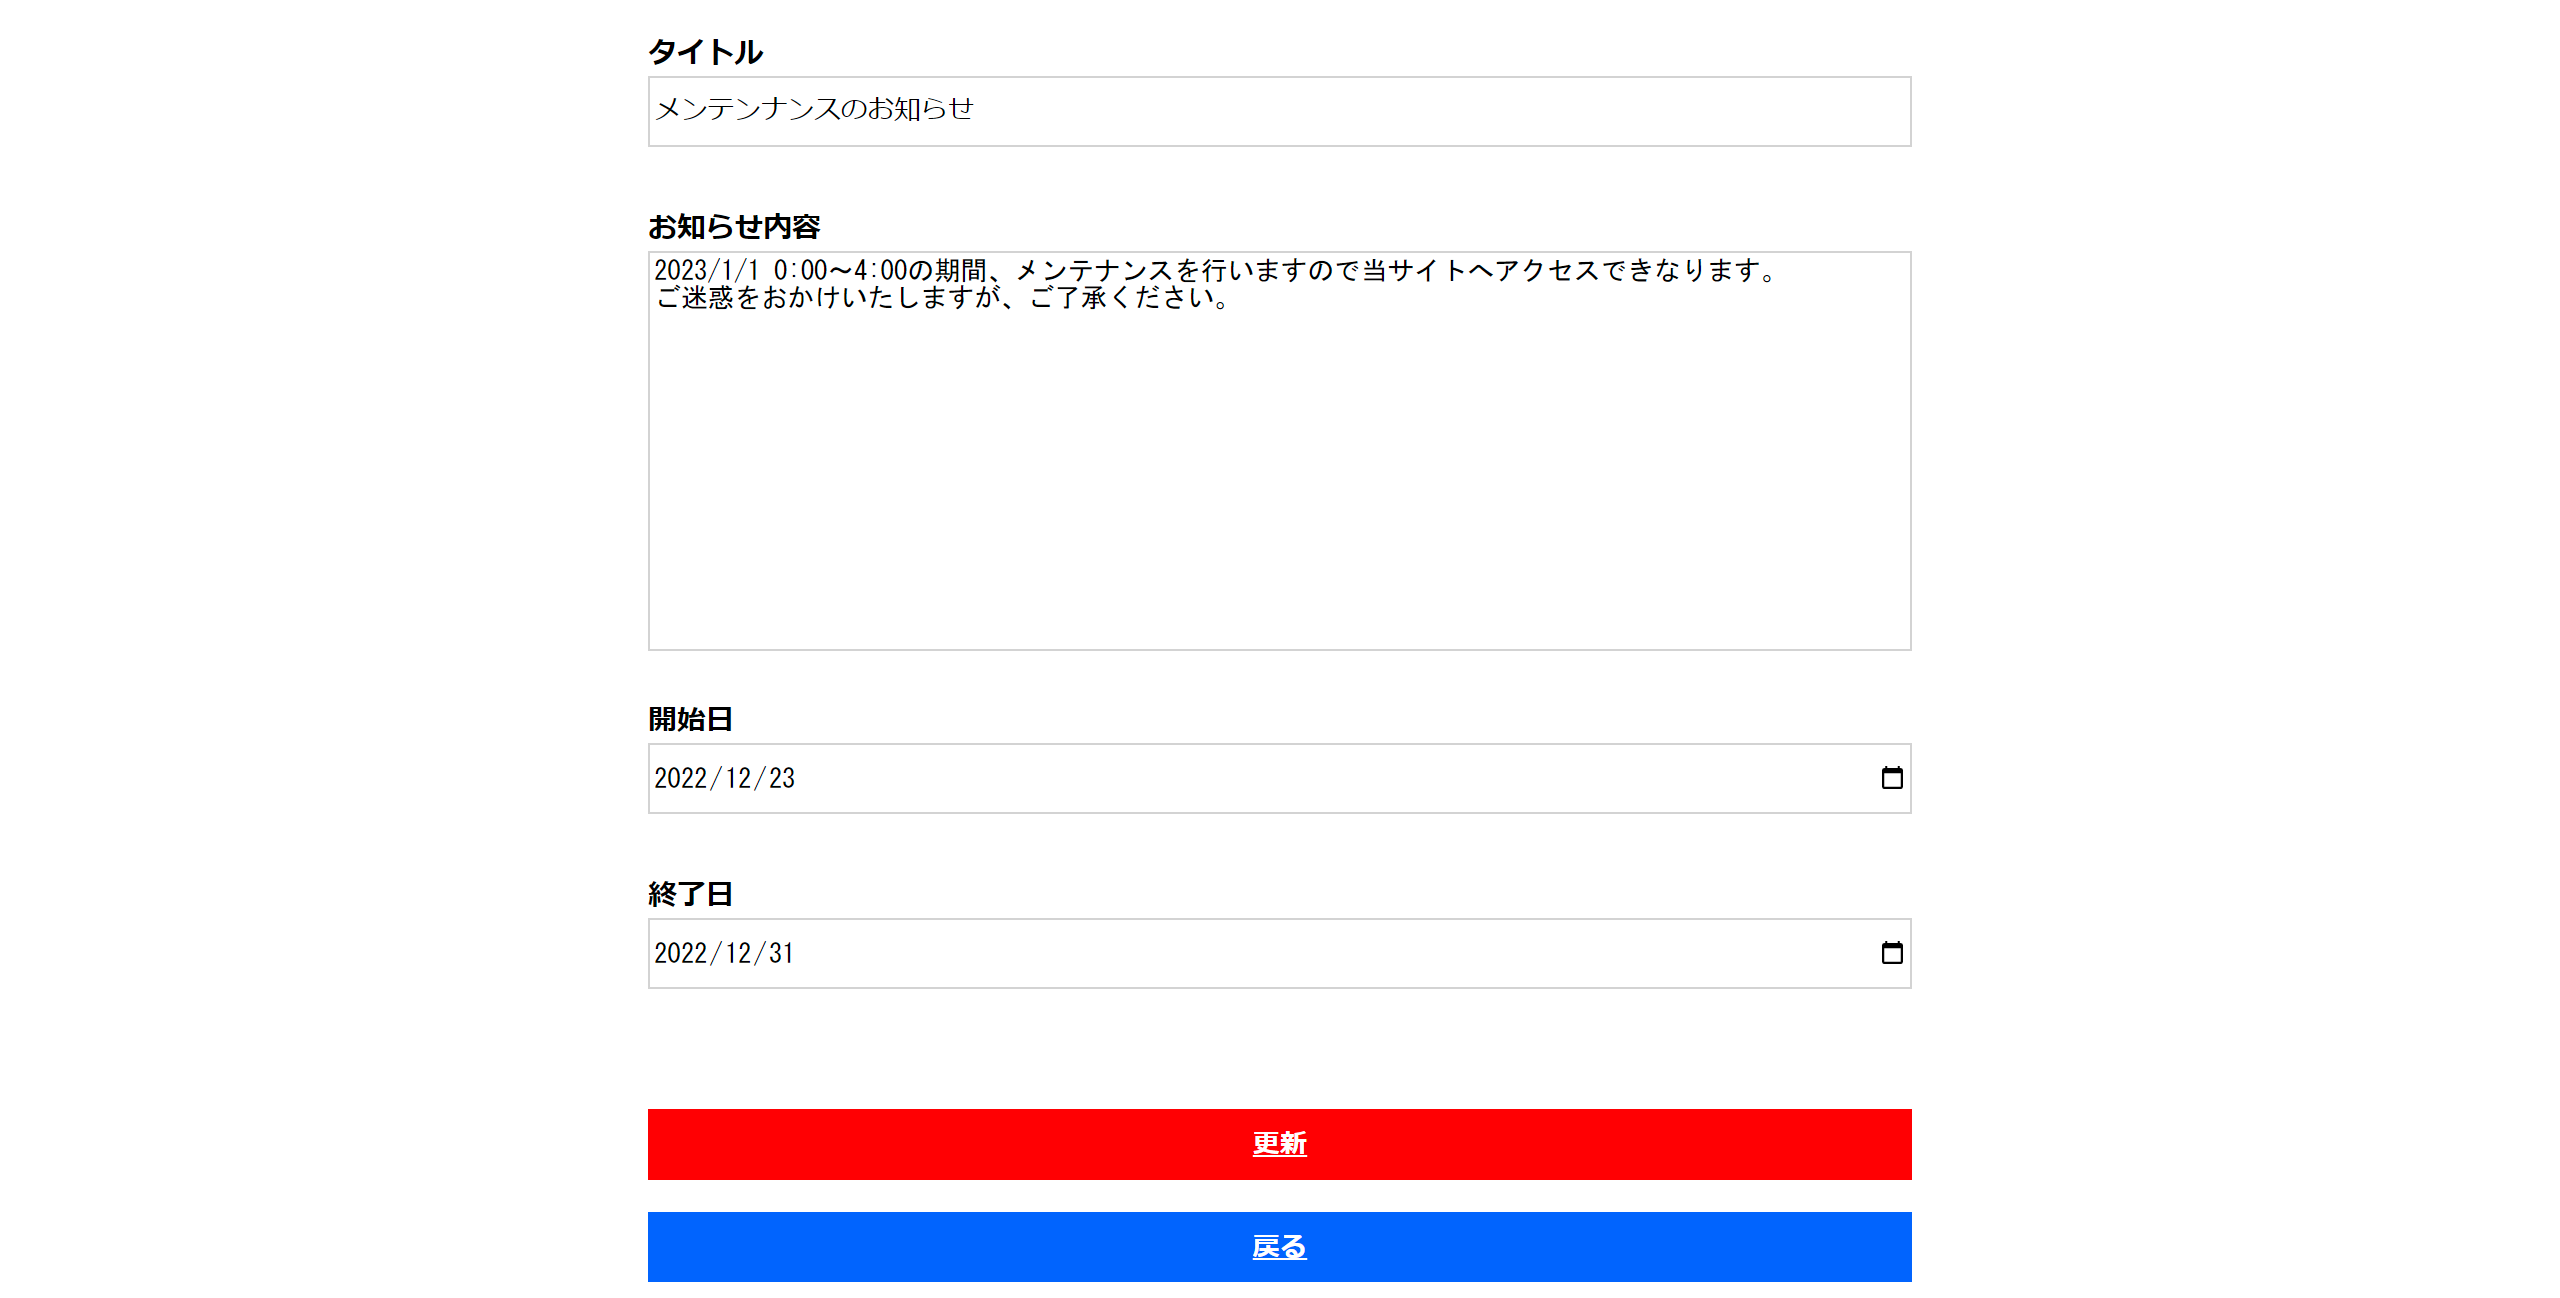 タイトル
メンテンナンスのお知らせ
お知らせ内容
2023/1/1 0:00～4:00の期間、メンテナンスを行いますので当サイトへアクセスできなります。
ご迷惑をおかけいたしますが、ご了承ください。
開始日
2022/12/23
終了日
2022/12/31
更新
戻る